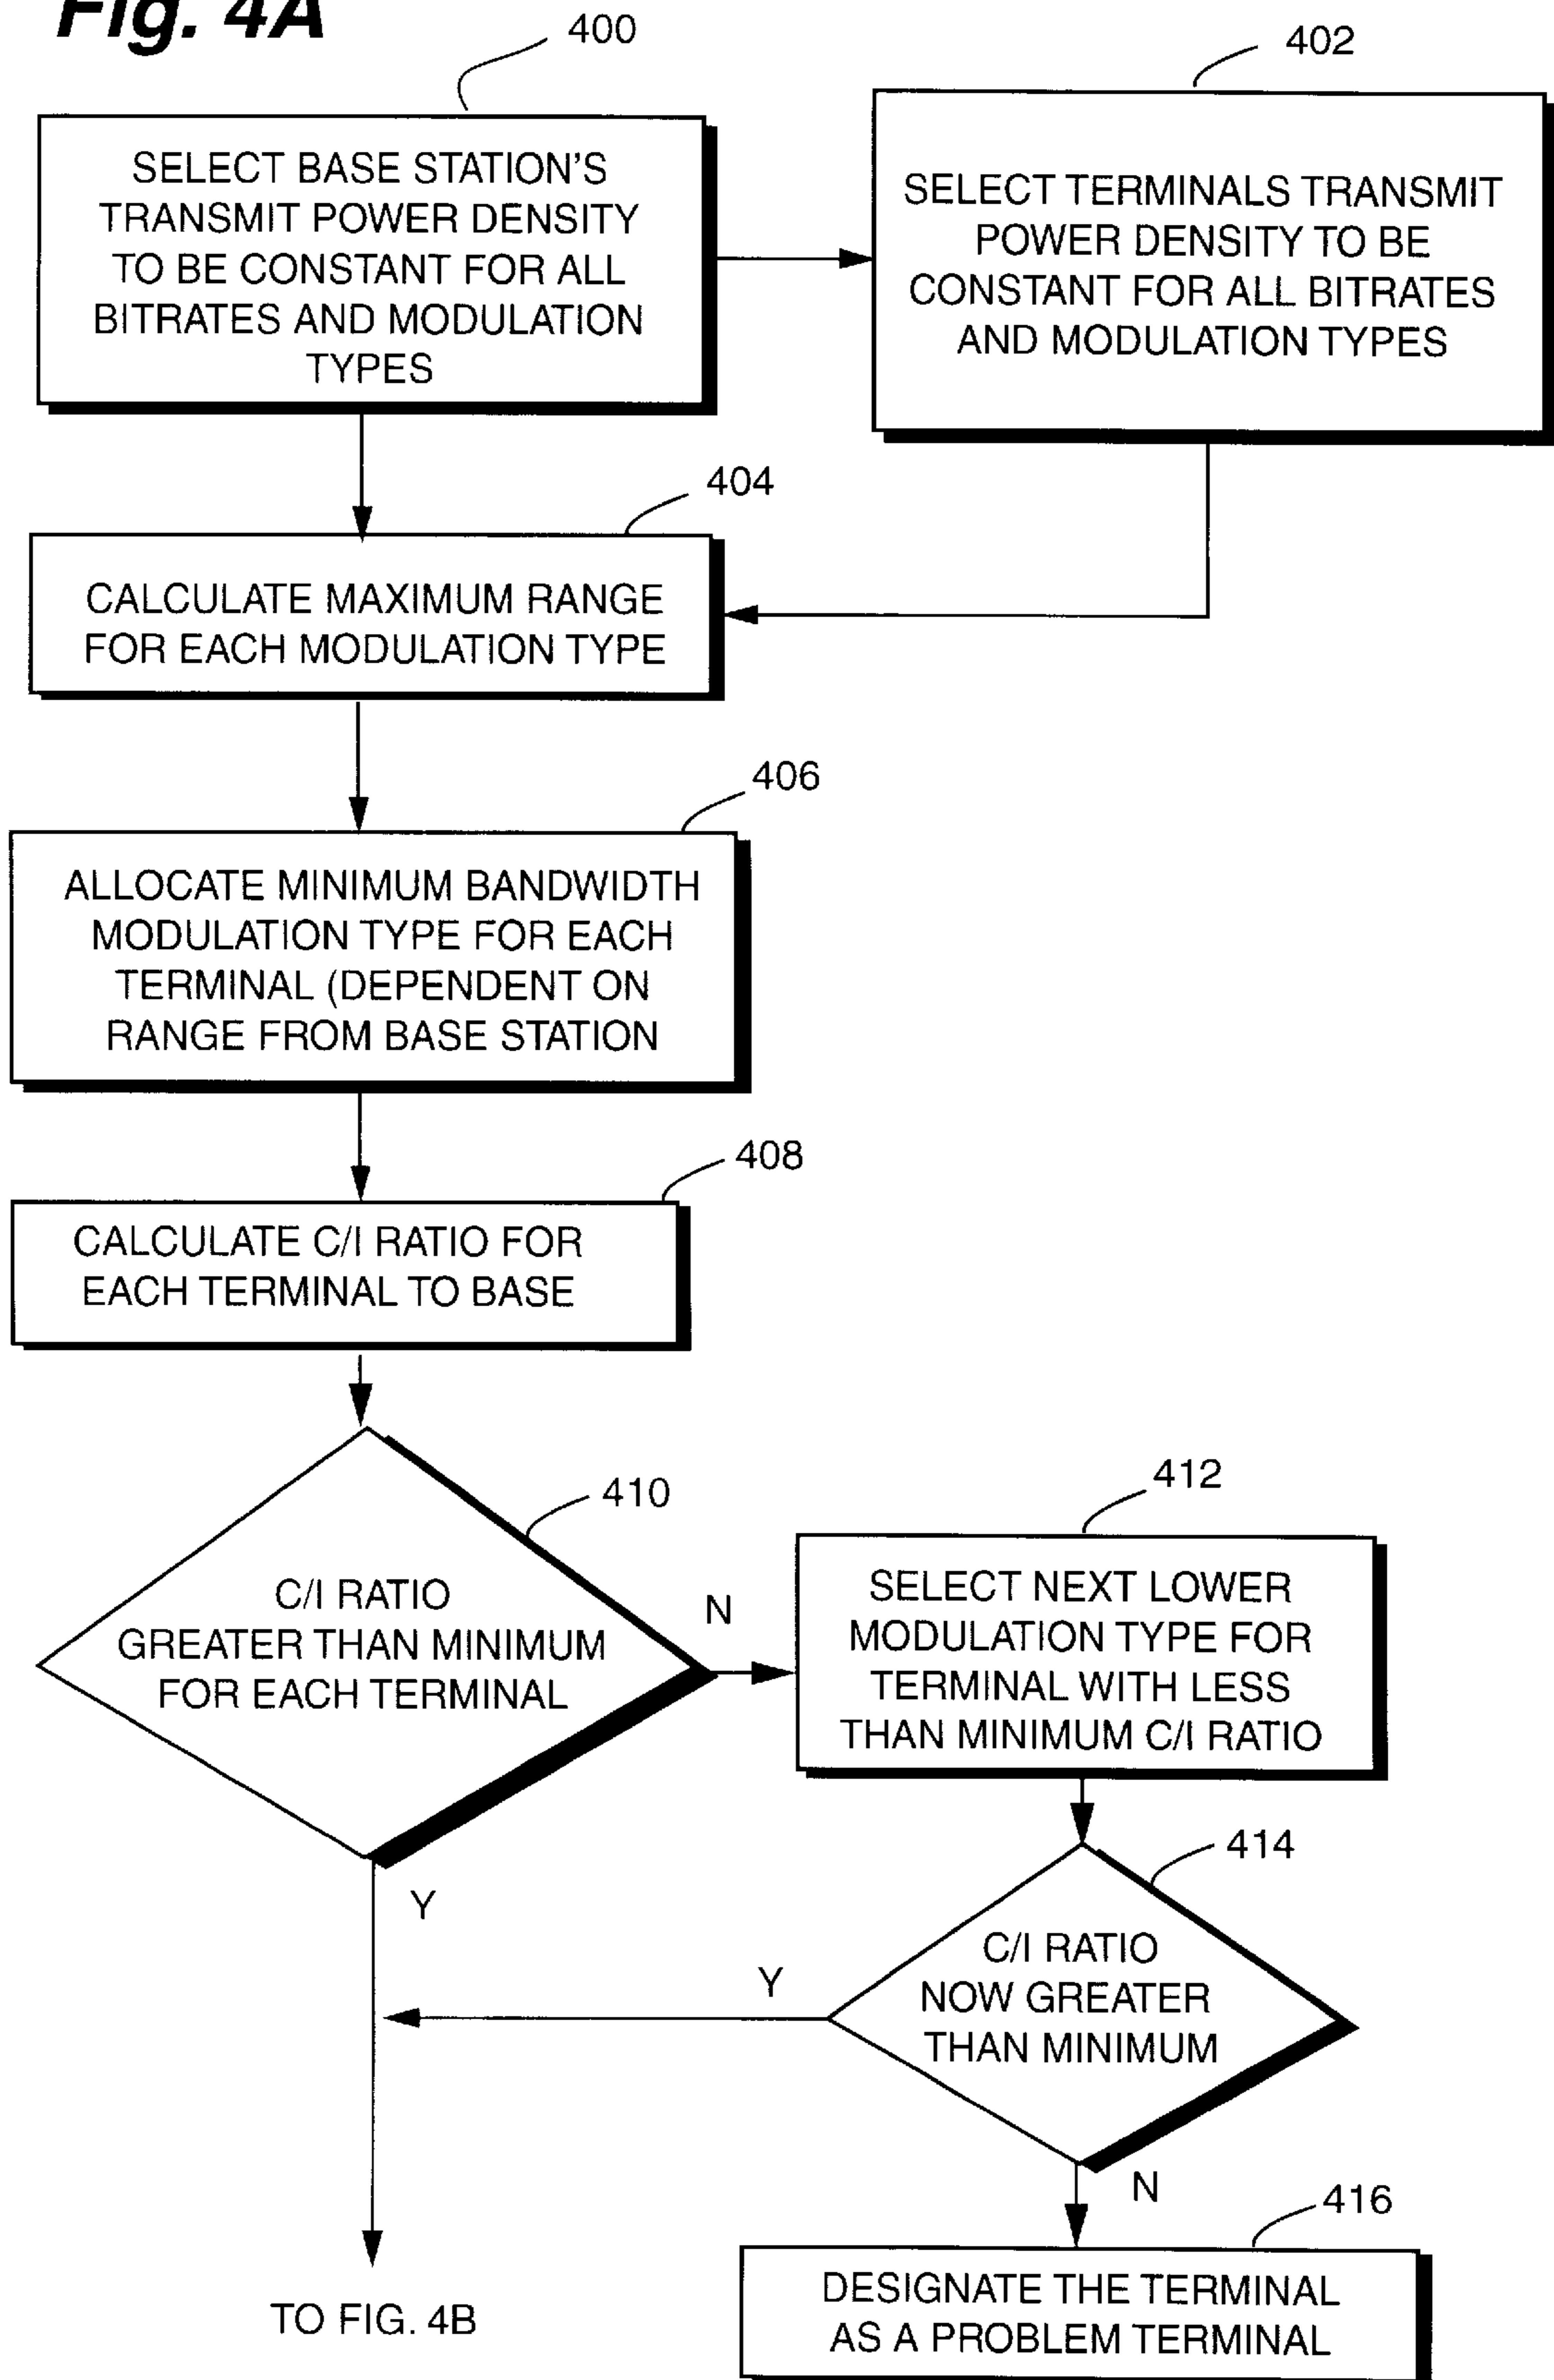 Fig. 4A
400
SELECT BASE STATION'S
TRANSMIT POWER DENSITY
TO BE CONSTANT FOR ALL
BITRATES AND MODULATION
TYPES
402
SELECT TERMINALS TRANSMIT
POWER DENSITY TO BE
CONSTANT FOR ALL BITRATES
AND MODULATION TYPES
404
CALCULATE MAXIMUM RANGE
FOR EACH MODULATION TYPE
406
ALLOCATE MINIMUM BANDWIDTH
MODULATION TYPE FOR EACH
TERMINAL (DEPENDENT ON
RANGE FROM BASE STATION
408
CALCULATE C/I RATIO FOR
EACH TERMINAL TO BASE
410
C/I RATIO
GREATER THAN MINIMUM
FOR EACH TERMINAL
N
412
SELECT NEXT LOWER
MODULATION TYPE FOR
TERMINAL WITH LESS
THAN MINIMUM C/I RATIO
Y
414
C/I RATIO
NOW GREATER
THAN MINIMUM
Y
N
416
DESIGNATE THE TERMINAL
AS A PROBLEM TERMINAL
TO FIG. 4B